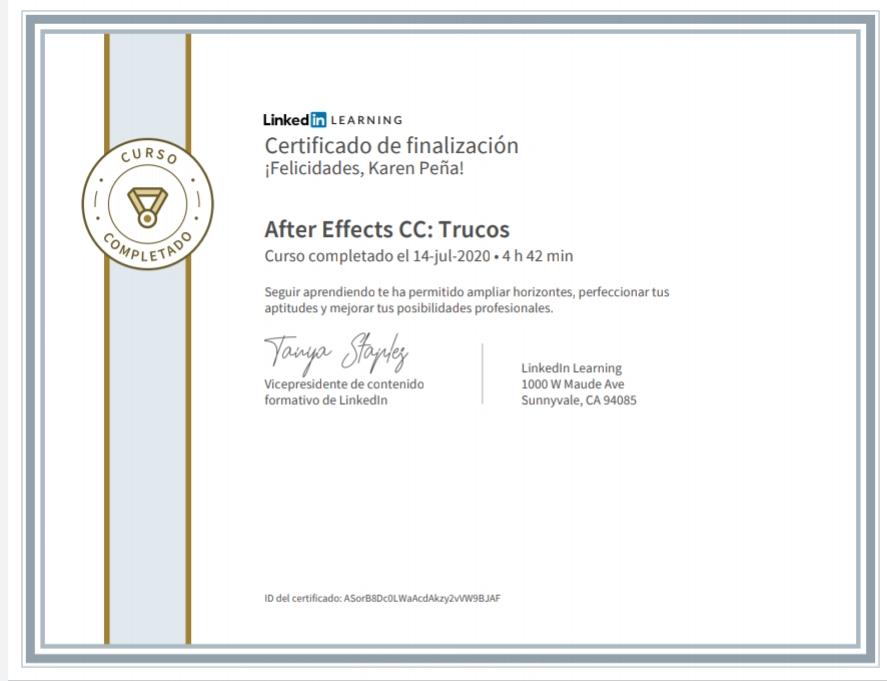 LinkedIn LEARNING
Certificado de finalización
¡Felicidades, Karen Peña!
CURSO
COMPLETADO
After Effects CC: Trucos
Curso completado el 14-jul-2020 • 4 h 42 min
Seguir aprendiendo te ha permitido ampliar horizontes, perfeccionar tus
aptitudes y mejorar tus posibilidades profesionales.
Tanya Staples
Vicepresidente de contenido
formativo de LinkedIn
LinkedIn Learning
1000 W Maude Ave
Sunnyvale, CA 94085
ID del certificado: ASorB8Dc0LWaAcdAkzy2vVW9BJAF